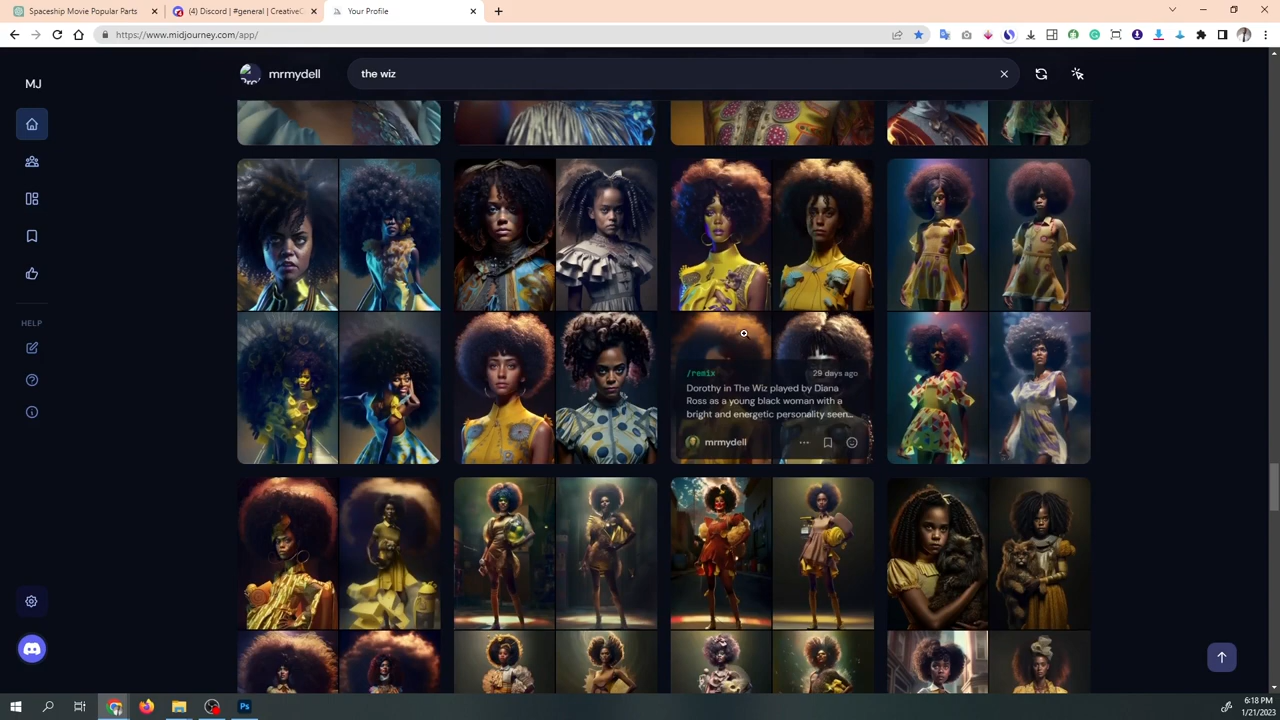 Spaceship Movie Popular Parts
(4) Discord | #general | CreativeC
Your Profile
https://www.midjourney.com/app/
MJ
mrmydell
the wiz
HELP
/remix
29 days ago
Dorothy in The Wiz played by Diana
Ross as a young black woman with a
bright and energetic personality seen...
mrmydell
Ps
6:18 PM
1/21/2023